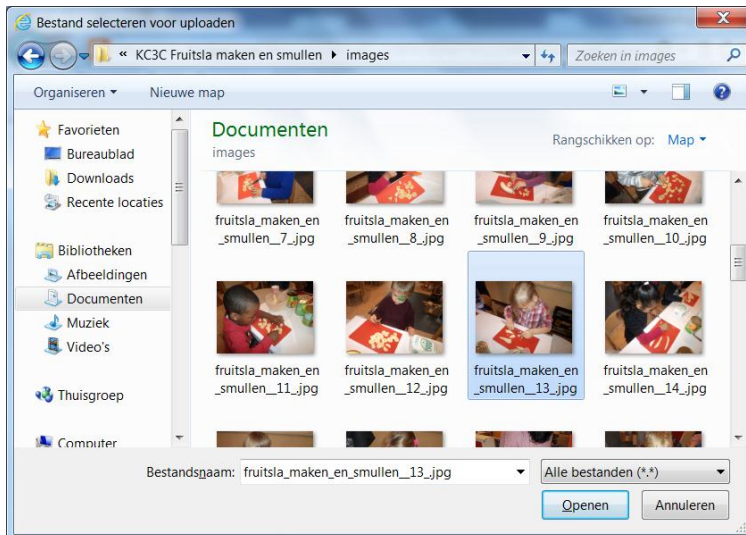 Bestand selecteren voor uploaden
« KC3C Fruitsla maken en smullen ▸ images
Zoeken in images
Organiseren
Nieuwe map
Favorieten
Bureaublad
Downloads
Recente locaties
Bibliotheken
Afbeeldingen
Documenten
Muziek
Video's
Thuisgroep
Computer
Documenten
images
Rangschikken op: Map
fruitsla_maken_en
_smullen__7_.jpg
fruitsla_maken_en
_smullen__8_.jpg
fruitsla_maken_en
_smullen__9_.jpg
fruitsla_maken_en
_smullen__10_.jpg
fruitsla_maken_en
_smullen__11_.jpg
fruitsla_maken_en
_smullen__12_.jpg
fruitsla_maken_en
_smullen__13_.jpg
fruitsla_maken_en
_smullen__14_.jpg
Bestandsnaam: fruitsla_maken_en_smullen__13_.jpg
Alle bestanden (*.*)
Openen
Annuleren